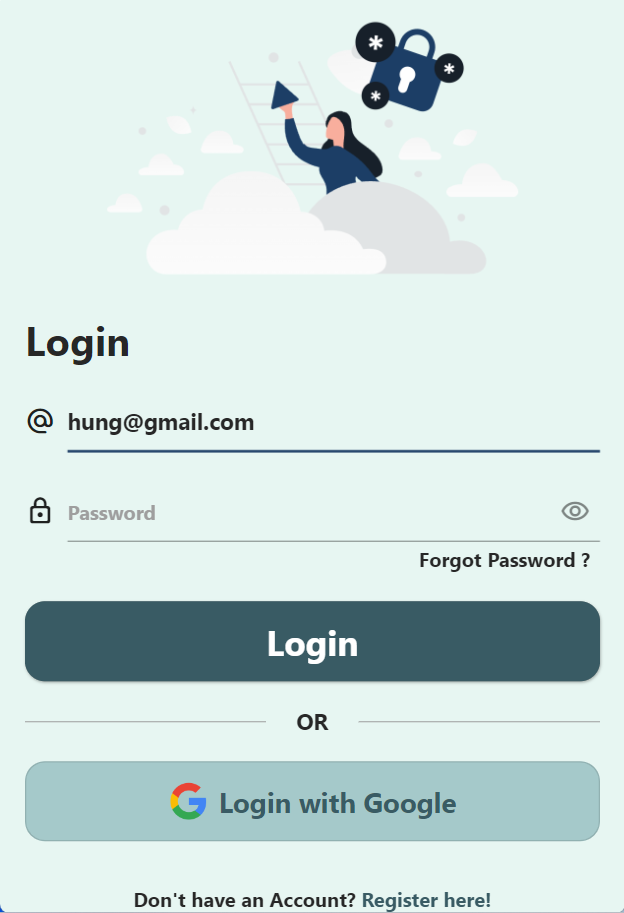 Login
hung@gmail.com
Password
Forgot Password ?
Login
OR
Login with Google
Don't have an Account? Register here!